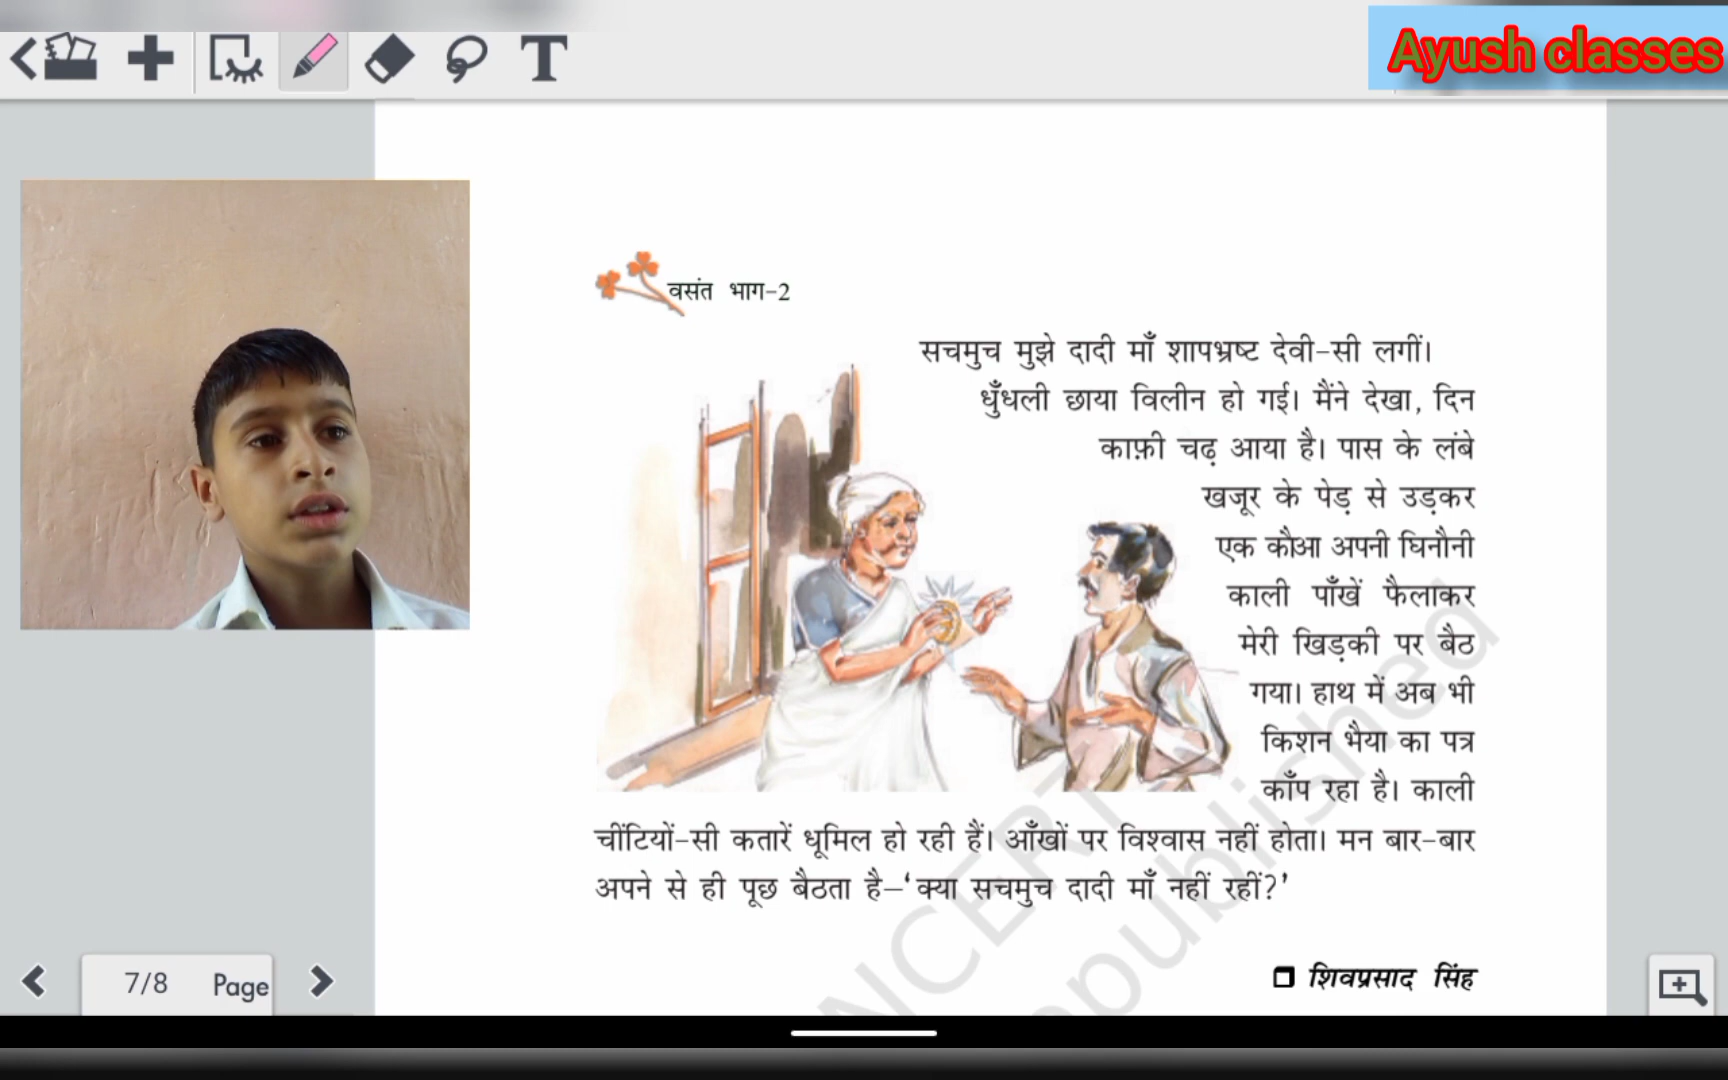 Ayush classes
T
वसंत भाग-2
सचमुच मुझे दादी माँ शापभ्रष्ट देवी-सी लगीं।
धुँधली छाया विलीन हो गई। मैंने देखा, दिन
काफ़ी चढ़ आया है। पास के लंबे
खजूर के पेड़ से उड़कर
एक कौआ अपनी घिनौनी
काली पाँखें फैलाकर
मेरी खिड़की पर बैठ
गया। हाथ में अब भी
किशन भैया का पत्र
काँप रहा है। काली
चींटियों-सी कतारें धूमिल हो रही हैं। आँखों पर विश्वास नहीं होता। मन बार-बार
अपने से ही पूछ बैठता है-‘क्या सचमुच दादी माँ नहीं रहीं?’
❒ शिवप्रसाद सिंह
NCERT
republished
7/8 Page